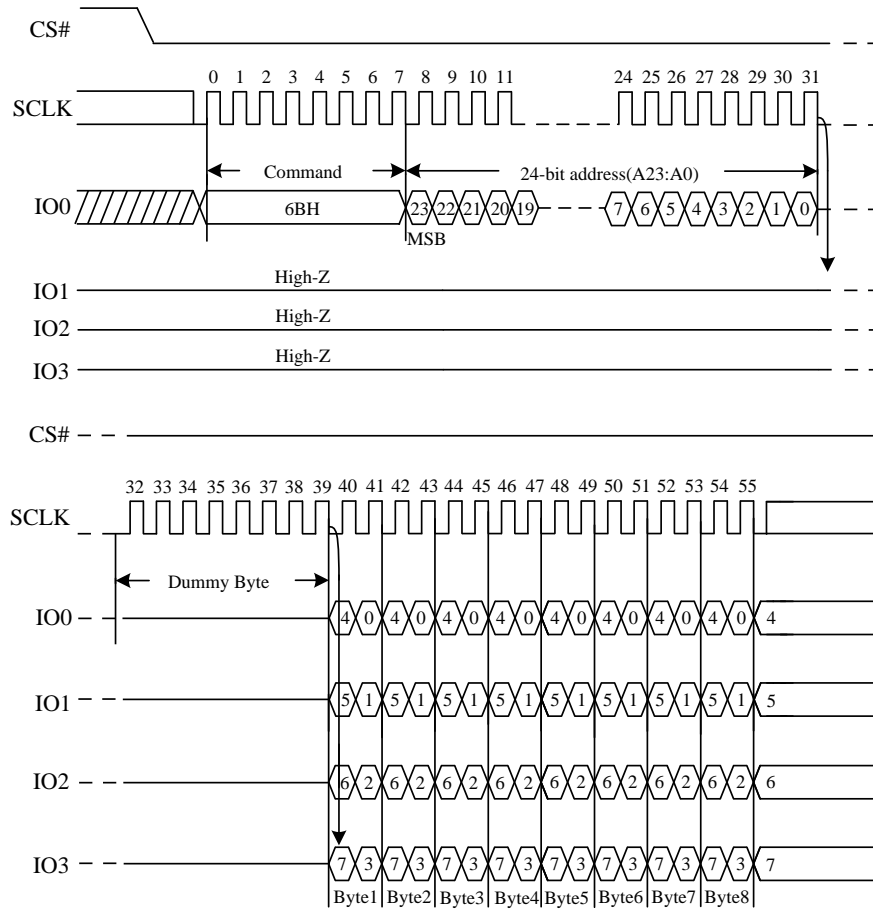 CS#
0 1 2 3 4 5 6 7 8 9 10 11 24 25 26 27 28 29 30 31
SCLK
Command 24-bit address(A23:A0)
IO0 6BH 23 22 21 20 19 7 6 5 4 3 2 1 0
MSB
High-Z
IO1
High-Z
IO2
High-Z
IO3
CS#
32 33 34 35 36 37 38 39 40 41 42 43 44 45 46 47 48 49 50 51 52 53 54 55
SCLK
Dummy Byte
IO0 4 0 4 0 4 0 4 0 4 0 4 0 4 0 4 0 4
IO1 5 1 5 1 5 1 5 1 5 1 5 1 5 1 5 1 5
IO2 6 2 6 2 6 2 6 2 6 2 6 2 6 2 6 2 6
IO3 7 3 7 3 7 3 7 3 7 3 7 3 7 3 7 3 7
Byte1 Byte2 Byte3 Byte4 Byte5 Byte6 Byte7 Byte8